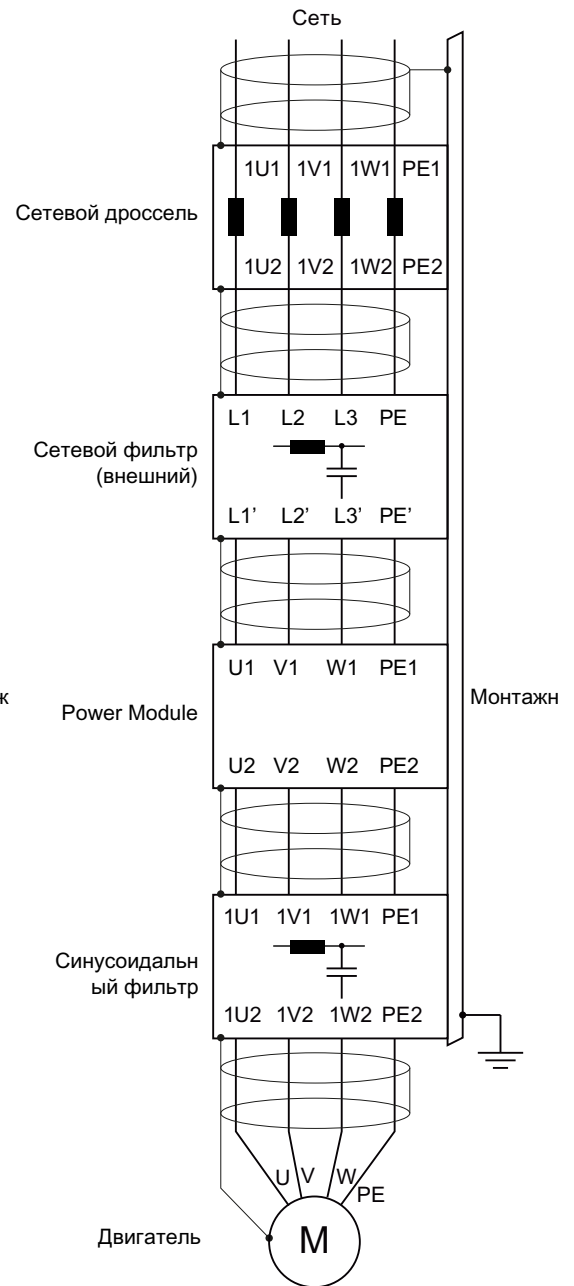 Сеть
1U1 1V1 1W1 PE1
Сетевой дроссель
1U2 1V2 1W2 PE2
L1 L2 L3 PE
Сетевой фильтр
(внешний)
L1' L2' L3' PE'
U1 V1 W1 PE1
ж
Power Module
Монтажн
U2 V2 W2 PE2
1U1 1V1 1W1 PE1
Синусоидальн
ый фильтр
1U2 1V2 1W2 PE2
U V W
PE
Двигатель
M